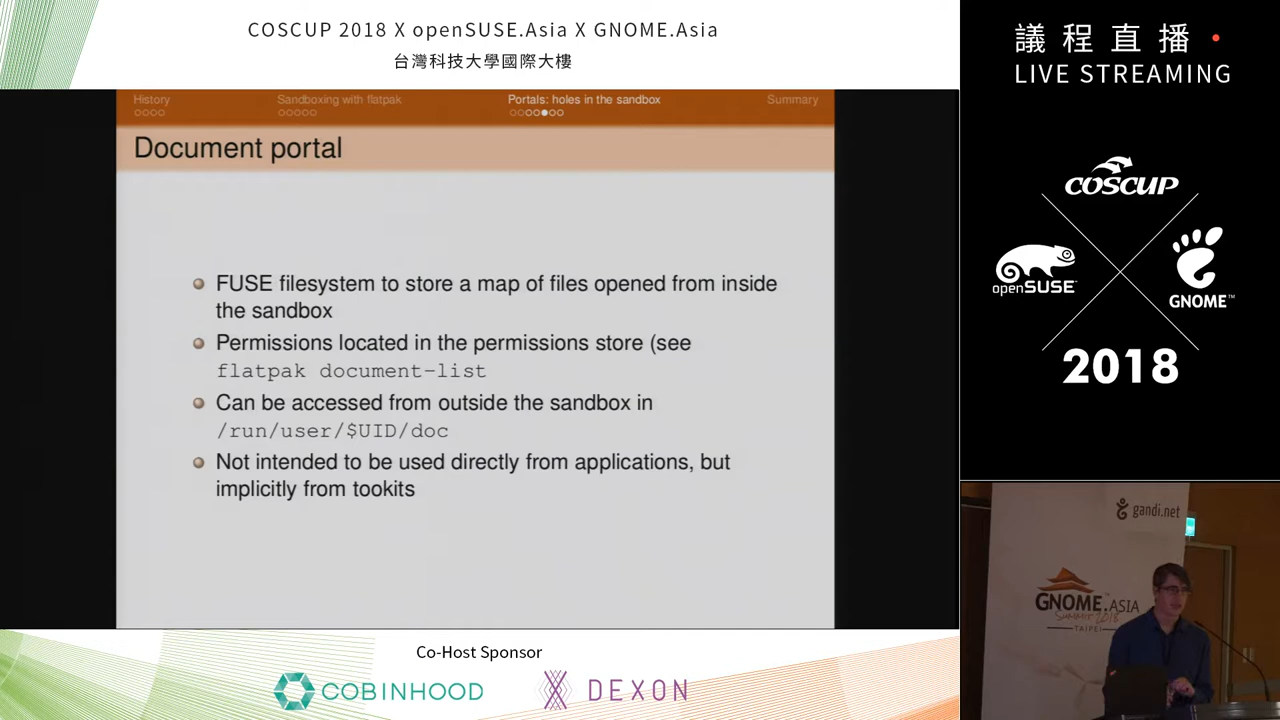 COSCUP 2018 X openSUSE.Asia X GNOME.Asia
台灣科技大學國際大樓
議程直播
LIVE STREAMING
History
Sandboxing with flatpak
Portals: holes in the sandbox
Summary
Document portal
FUSE filesystem to store a map of files opened from inside
the sandbox
Permissions located in the permissions store (see
flatpak document-list
Can be accessed from outside the sandbox in
/run/user/$UID/doc
Not intended to be used directly from applications, but
implicitly from tookits
COSCUP
openSUSE
GNOME™
2018
gandi.net
GNOME.ASIA
Summer 2018
TAIPEI
Co-Host Sponsor
COBINHOOD
DEXON